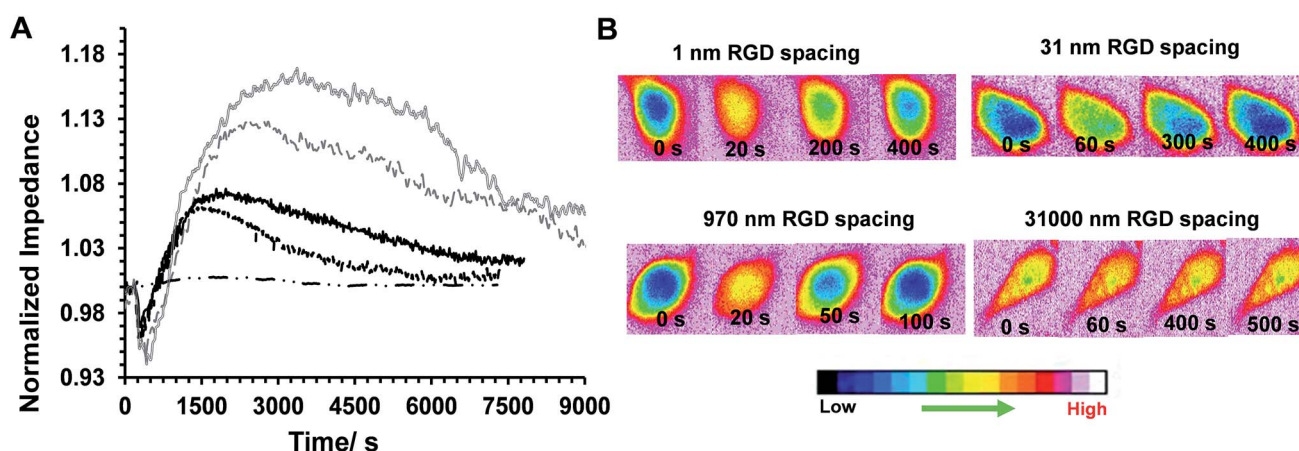 A
1.18
1.13
1.08
1.03
0.98
0.93
0 1500 3000 4500 6000 7500 9000
Time/ s
Normalized Impedance
B
1 nm RGD spacing
0 s 20 s 200 s 400 s
31 nm RGD spacing
0 s 60 s 300 s 400 s
970 nm RGD spacing
0 s 20 s 50 s 100 s
31000 nm RGD spacing
0 s 60 s 400 s 500 s
Low High